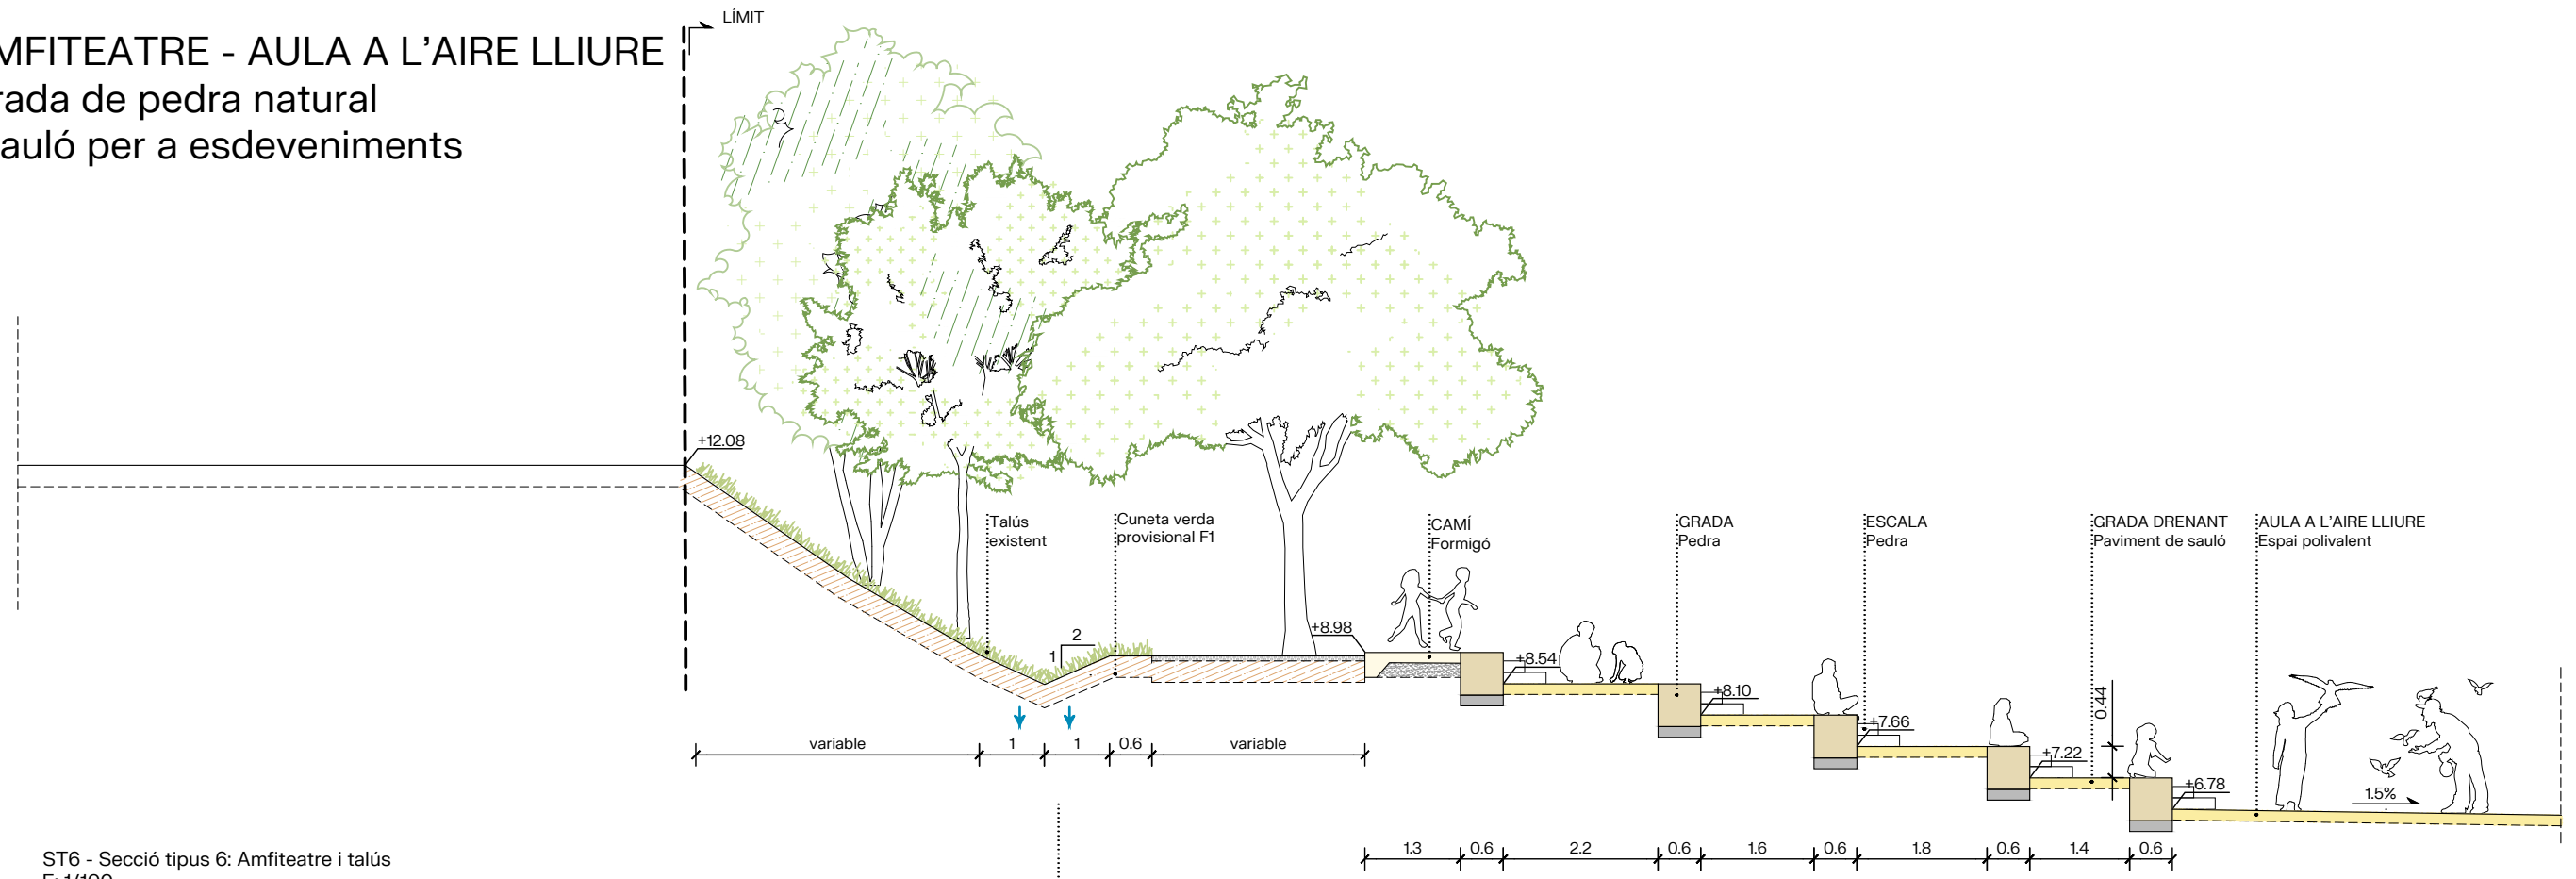 LÍMIT
MFITEATRE - AULA A L'AIRE LLIURE
rada de pedra natural
auló per a esdeveniments
+12.08
Talús
existent
Cuneta verda
provisional F1
CAMÍ
Formigó
GRADA
Pedra
ESCALA
Pedra
GRADA DRENANT
Paviment de sauló
AULA A L'AIRE LLIURE
Espai polivalent
2
1
+8.98
+8.54
+8.10
+7.66
+7.22
+6.78
0.44
1.5%
variable
1
1
0.6
variable
1.3
0.6
2.2
0.6
1.6
0.6
1.8
0.6
1.4
0.6
ST6 - Secció tipus 6: Amfiteatre i talús